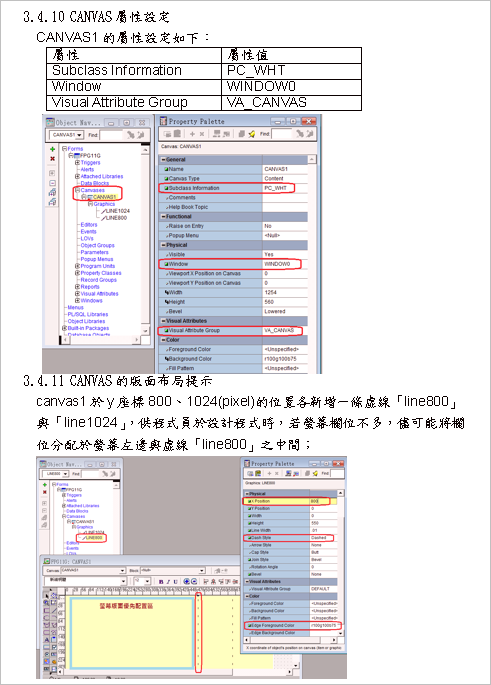 3.4.10 CANVAS 屬性設定
CANVAS1 的屬性設定如下：
屬性 屬性值
Subclass Information PC_WHT
Window WINDOW0
Visual Attribute Group VA_CANVAS
Object Nav...
CANVAS1 Find
Forms
FPG11G
Triggers
Alerts
Attached Libraries
Data Blocks
Canvases
CANVAS1
Graphics
LINE1024
LINE800
Editors
Events
LOVs
Object Groups
Parameters
Popup Menus
Program Units
Property Classes
Record Groups
Reports
Visual Attributes
Windows
Menus
PL/SQL Libraries
Object Libraries
Built-in Packages
Database Objects
Property Palette
Find
Canvas: CANVAS1
General
Name CANVAS1
Canvas Type Content
Subclass Information PC_WHT
Comments
Help Book Topic
Functional
Raise on Entry No
Popup Menu <Null>
Physical
Visible Yes
Window WINDOW0
Viewport X Position on Canvas 0
Viewport Y Position on Canvas 0
Width 1254
Height 560
Bevel Lowered
Visual Attributes
Visual Attribute Group VA_CANVAS
Color
Foreground Color <Unspecified>
Background Color r100g100b75
Fill Pattern <Unspecified>
3.4.11 CANVAS 的版面布局提示
canvas1 於 y 座標 800、1024(pixel)的位置各新增一條虛線「line800」
與「line1024」，供程式員於設計程式時，若螢幕欄位不多，儘可能將欄
位分配於螢幕左邊與虛線「line800」之中間；
Object Nav...
LINE800 Find
Forms
FPG11G
Triggers
Alerts
Attached Libraries
Data Blocks
Canvases
CANVAS1
Graphics
LINE1024
LINE800
Editors
Events
Property Palette
Find
Graphics: LINE800
Physical
X Position 800
Y Position 0
Width 0
Height 550
Line Width .01
Dash Style Dashed
Arrow Style None
Cap Style Butt
Join Style Bevel
Rotation Angle 0
Bevel None
Visual Attributes
Visual Attribute Group DEFAULT
Color
Foreground Color <Unspecified>
Background Color <Unspecified>
Fill Pattern <Unspecified>
Edge Foreground Color r100g100b
Edge Background Color
X coordinate of object's position on canvas (item or graphic
Canvas: CANVAS1 Block: <Null>
新細明體
螢幕版面優先配置區